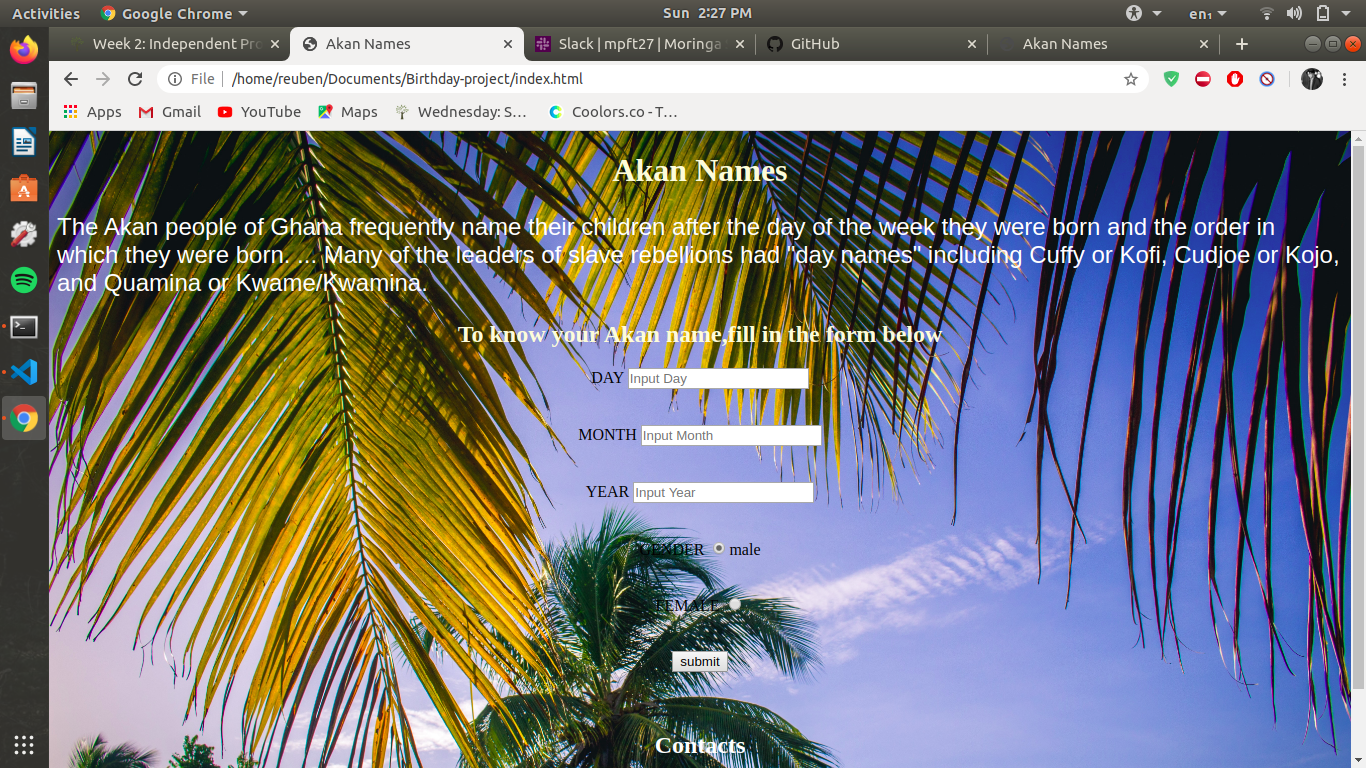 Activities Google Chrome Sun 2:27 PM en₁
Week 2: Independent Pro Akan Names Slack | mpft27 | Moringa GitHub Akan Names
File /home/reuben/Documents/Birthday-project/index.html
Apps Gmail YouTube Maps Wednesday: S… Coolors.co - T…
Akan Names
The Akan people of Ghana frequently name their children after the day of the week they were born and the order in
which they were born. ... Many of the leaders of slave rebellions had "day names" including Cuffy or Kofi, Cudjoe or Kojo,
and Quamina or Kwame/Kwamina.
To know your Akan name,fill in the form below
DAY Input Day
MONTH Input Month
YEAR Input Year
GENDER male
FEMALE
submit
Contacts